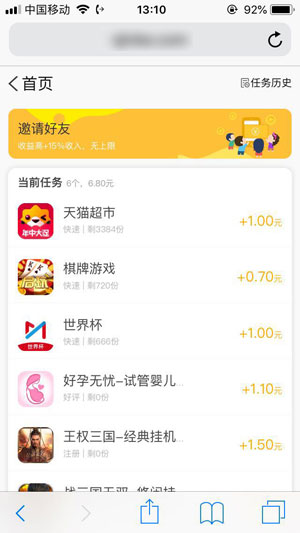 中国移动 13:10 92%
首页 任务历史
邀请好友
收益高+15%收入，无上限
当前任务 6个，6.80元
天猫超市
快速 | 剩3384份
+1.00元
年中大促
棋牌游戏
快速 | 剩120份
+0.70元
世界杯
快速 | 剩720份
+1.00元
世界杯
好孕无忧-试管婴儿...
好评 | 剩0份
+1.10元
王权三国-经典挂机
注册 | 剩0份
+1.50元